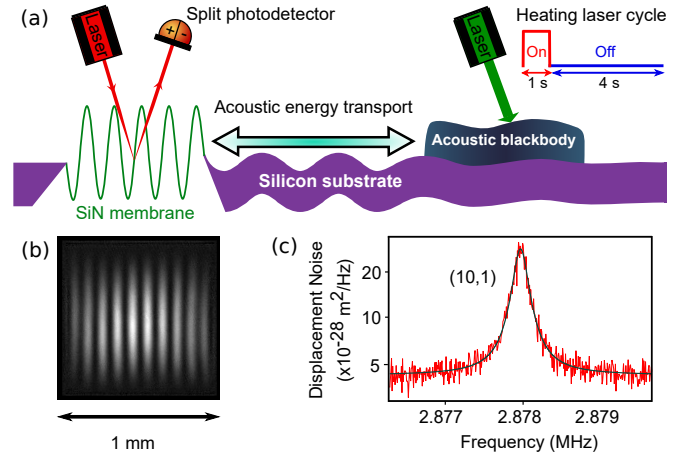 (a)
Laser
+ -
Split photodetector
Laser
Heating laser cycle
On
Off
1 s
4 s
Acoustic energy transport
Acoustic blackbody
Silicon substrate
SiN membrane
(b)
1 mm
(c)
Displacement Noise
(x10⁻²⁸ m²/Hz)
20
10
5
(10,1)
2.877
2.878
2.879
Frequency (MHz)